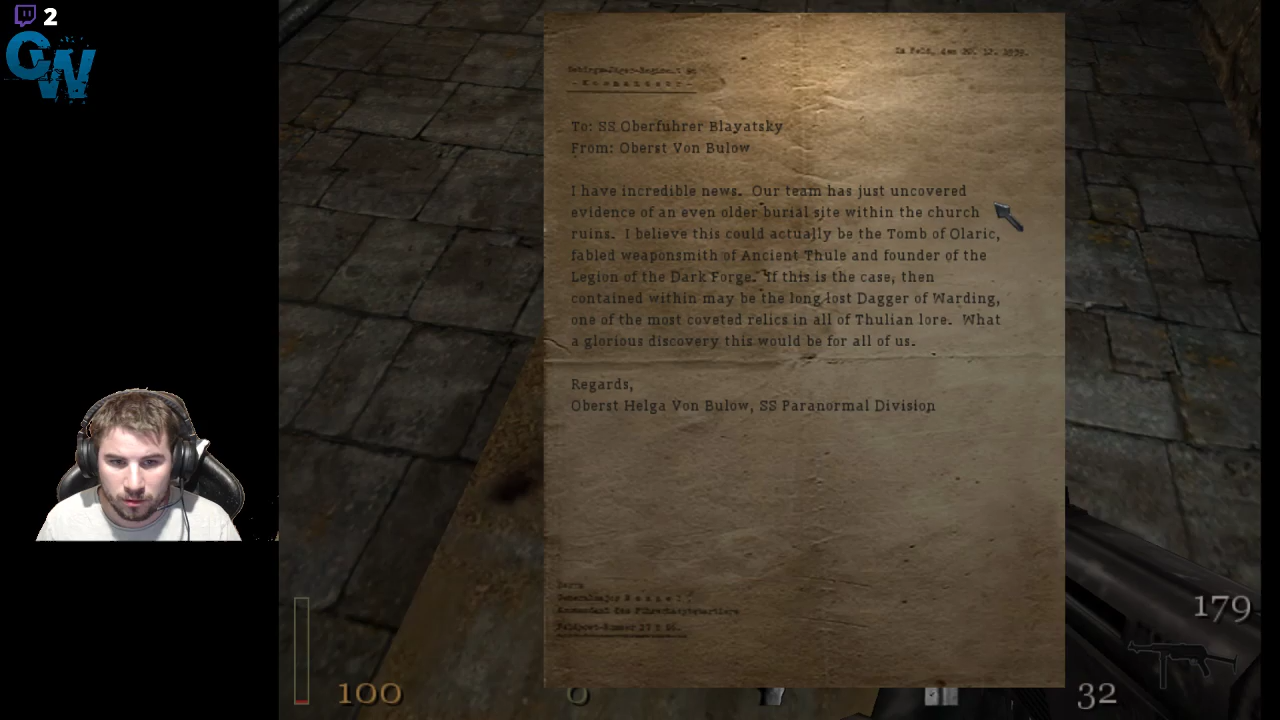 2
GW
To: SS Oberfuhrer Blavatsky
From: Oberst Von Bulow
I have incredible news. Our team has just uncovered
evidence of an even older burial site within the church
ruins. I believe this could actually be the Tomb of Olaric,
fabled weaponsmith of Ancient Thule and founder of the
Legion of the Dark Forge. If this is the case, then
contained within may be the long lost Dagger of Warding,
one of the most coveted relics in all of Thulian lore. What
a glorious discovery this would be for all of us.
Regards,
Oberst Helga Von Bulow, SS Paranormal Division
179
100
0
32